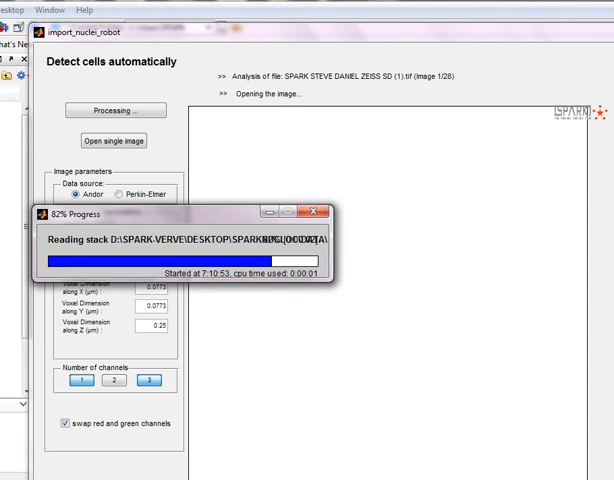 Desktop Window Help
import_nuclei_robot
What's Ne
Detect cells automatically
>> Analysis of file: SPARK STEVE DANIEL ZEISS SD (1).tif (Image 1/28)
>> Opening the image...
Processing ...
SPARK
Open single image
Image parameters
Data source:
Andor Perkin-Elmer
82% Progress
Reading stack D:\SPARK-VERVE\DESKTOP\SPARK
Started at 7:10:53, cpu time used: 0:00:01
Voxel Dimension
along X (µm) :
0.0773
Voxel Dimension
along Y (µm) :
0.0773
Voxel Dimension
along Z (µm) :
0.25
Number of channels
1 2 3
swap red and green channels